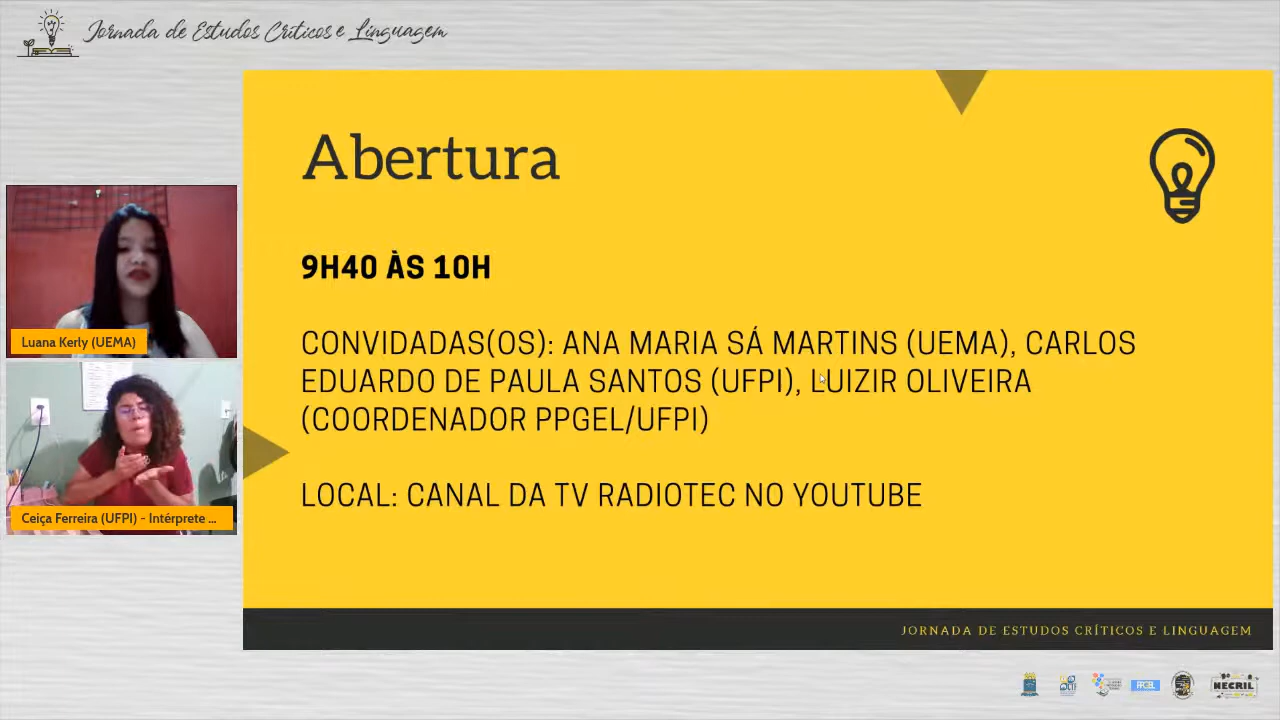 Jornada de Estudos Críticos e Linguagem
Abertura
9H40 ÀS 10H
CONVIDADAS(OS): ANA MARIA SÁ MARTINS (UEMA), CARLOS
EDUARDO DE PAULA SANTOS (UFPI), LUIZIR OLIVEIRA
(COORDENADOR PPGEL/UFPI)
LOCAL: CANAL DA TV RADIOTEC NO YOUTUBE
Luana Kerly (UEMA)
Ceiça Ferreira (UFPI) - Intérprete ...
JORNADA DE ESTUDOS CRÍTICOS E LINGUAGEM
NECRIL